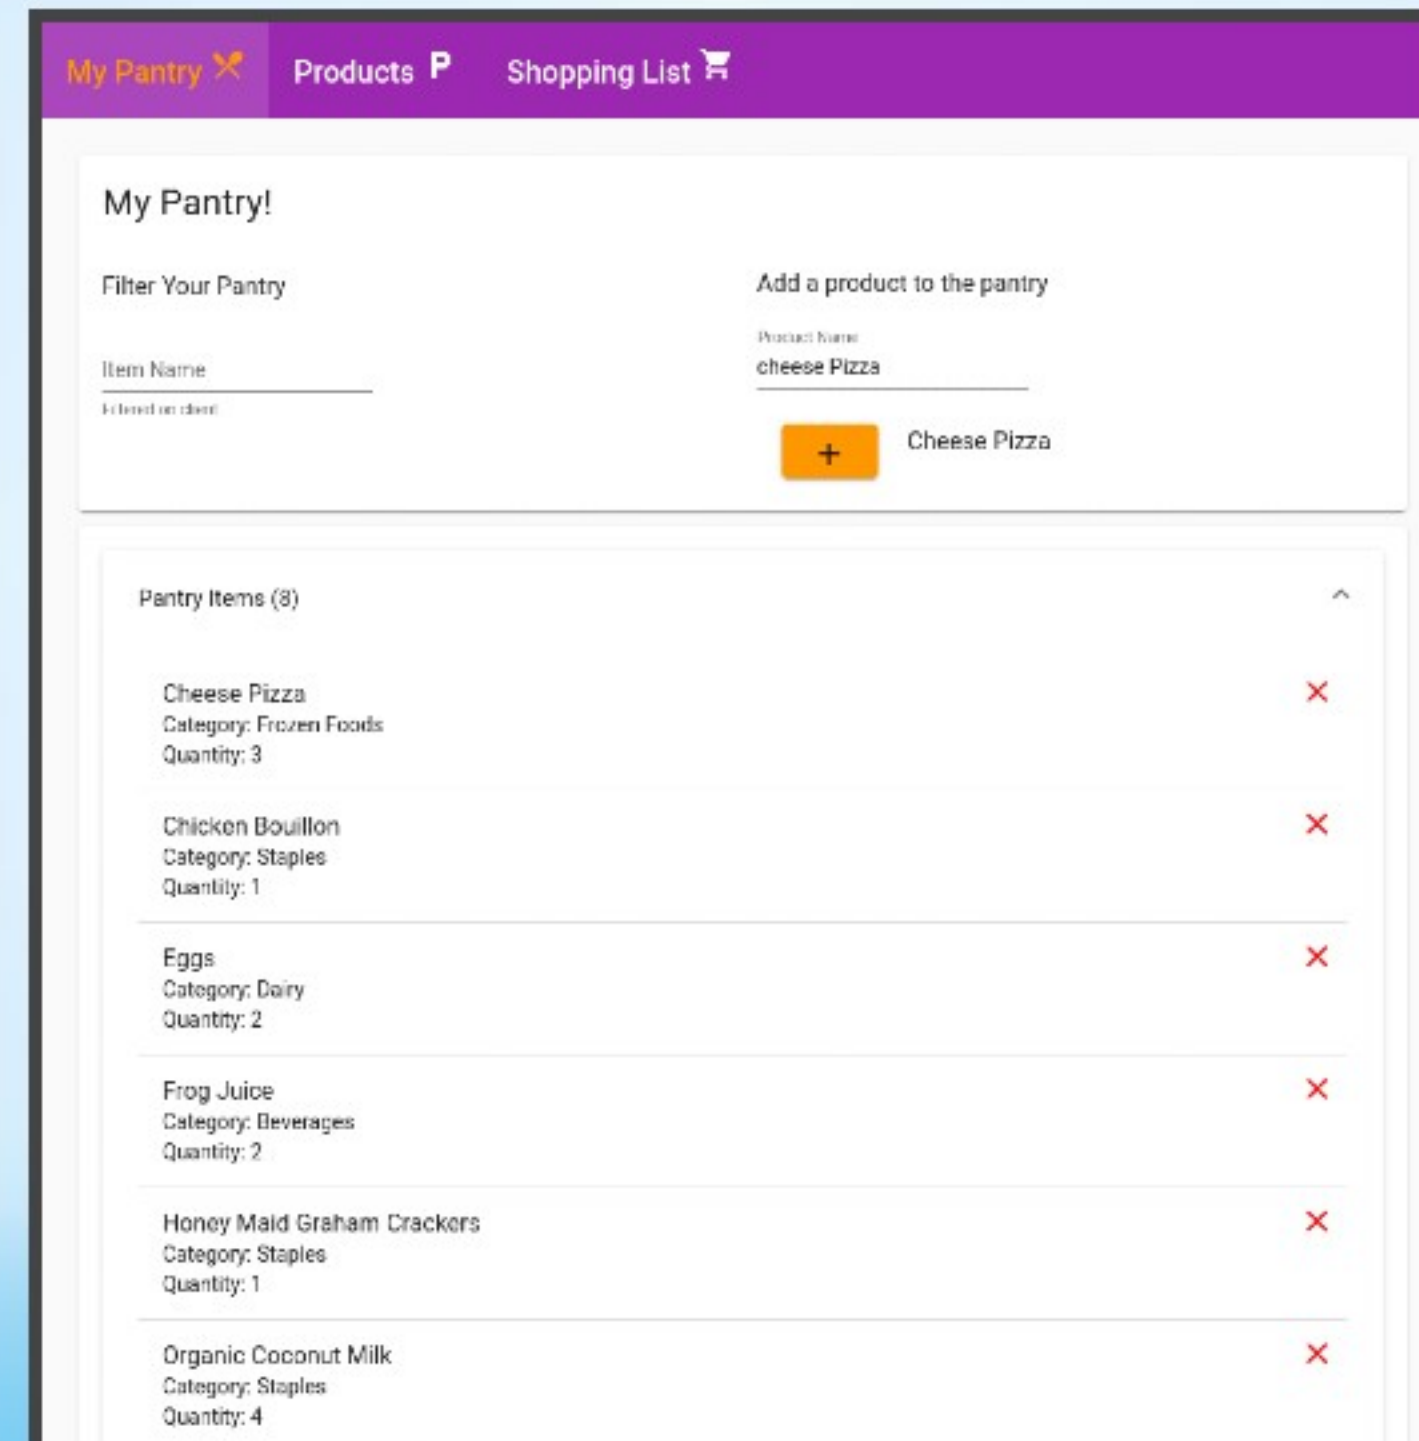 My Pantry
Products P
Shopping List
My Pantry!
Filter Your Pantry
Item Name
Filtered on client
Add a product to the pantry
Product Name
cheese Pizza
+ Cheese Pizza
Pantry Items (8)
Cheese Pizza
Category: Frozen Foods
Quantity: 3
Chicken Bouillon
Category: Staples
Quantity: 1
Eggs
Category: Dairy
Quantity: 2
Frog Juice
Category: Beverages
Quantity: 2
Honey Maid Graham Crackers
Category: Staples
Quantity: 1
Organic Coconut Milk
Category: Staples
Quantity: 4